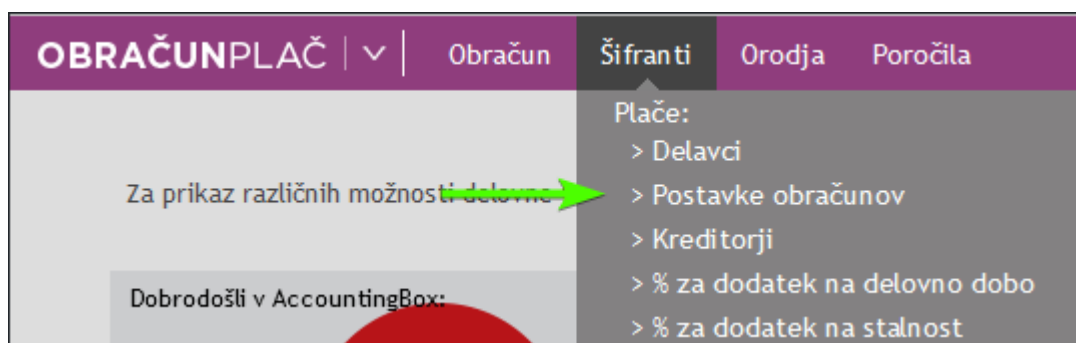 OBRAČUNPLAČ Obračun Šifranti Orodja Poročila
Plače:
> Delavci
Za prikaz različnih možnosti delovne
> Postavke obračunov
> Kreditorji
> % za dodatek na delovno dobo
Dobrodošli v AccountingBox:
> % za dodatek na stalnost